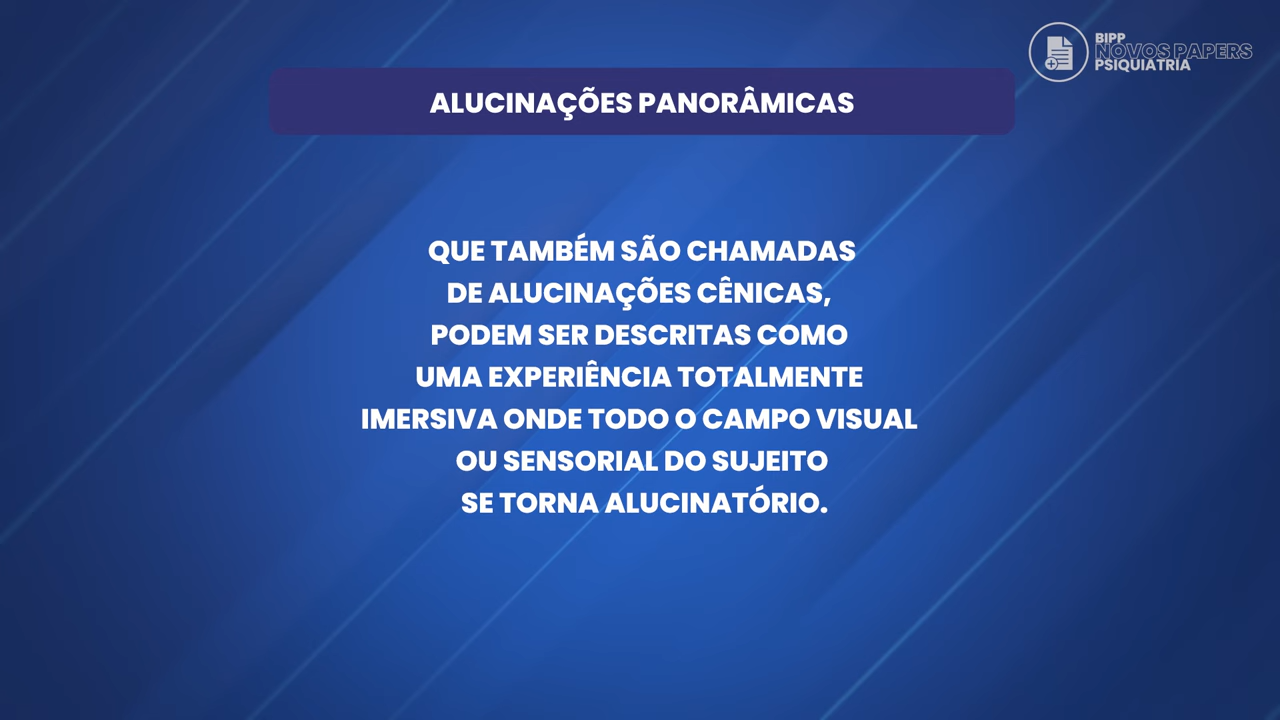 BIPP
NOVOS PAPERS
PSIQUIATRIA
ALUCINAÇÕES PANORÂMICAS
QUE TAMBÉM SÃO CHAMADAS
DE ALUCINAÇÕES CÊNICAS,
PODEM SER DESCRITAS COMO
UMA EXPERIÊNCIA TOTALMENTE
IMERSIVA ONDE TODO O CAMPO VISUAL
OU SENSORIAL DO SUJEITO
SE TORNA ALUCINATÓRIO.